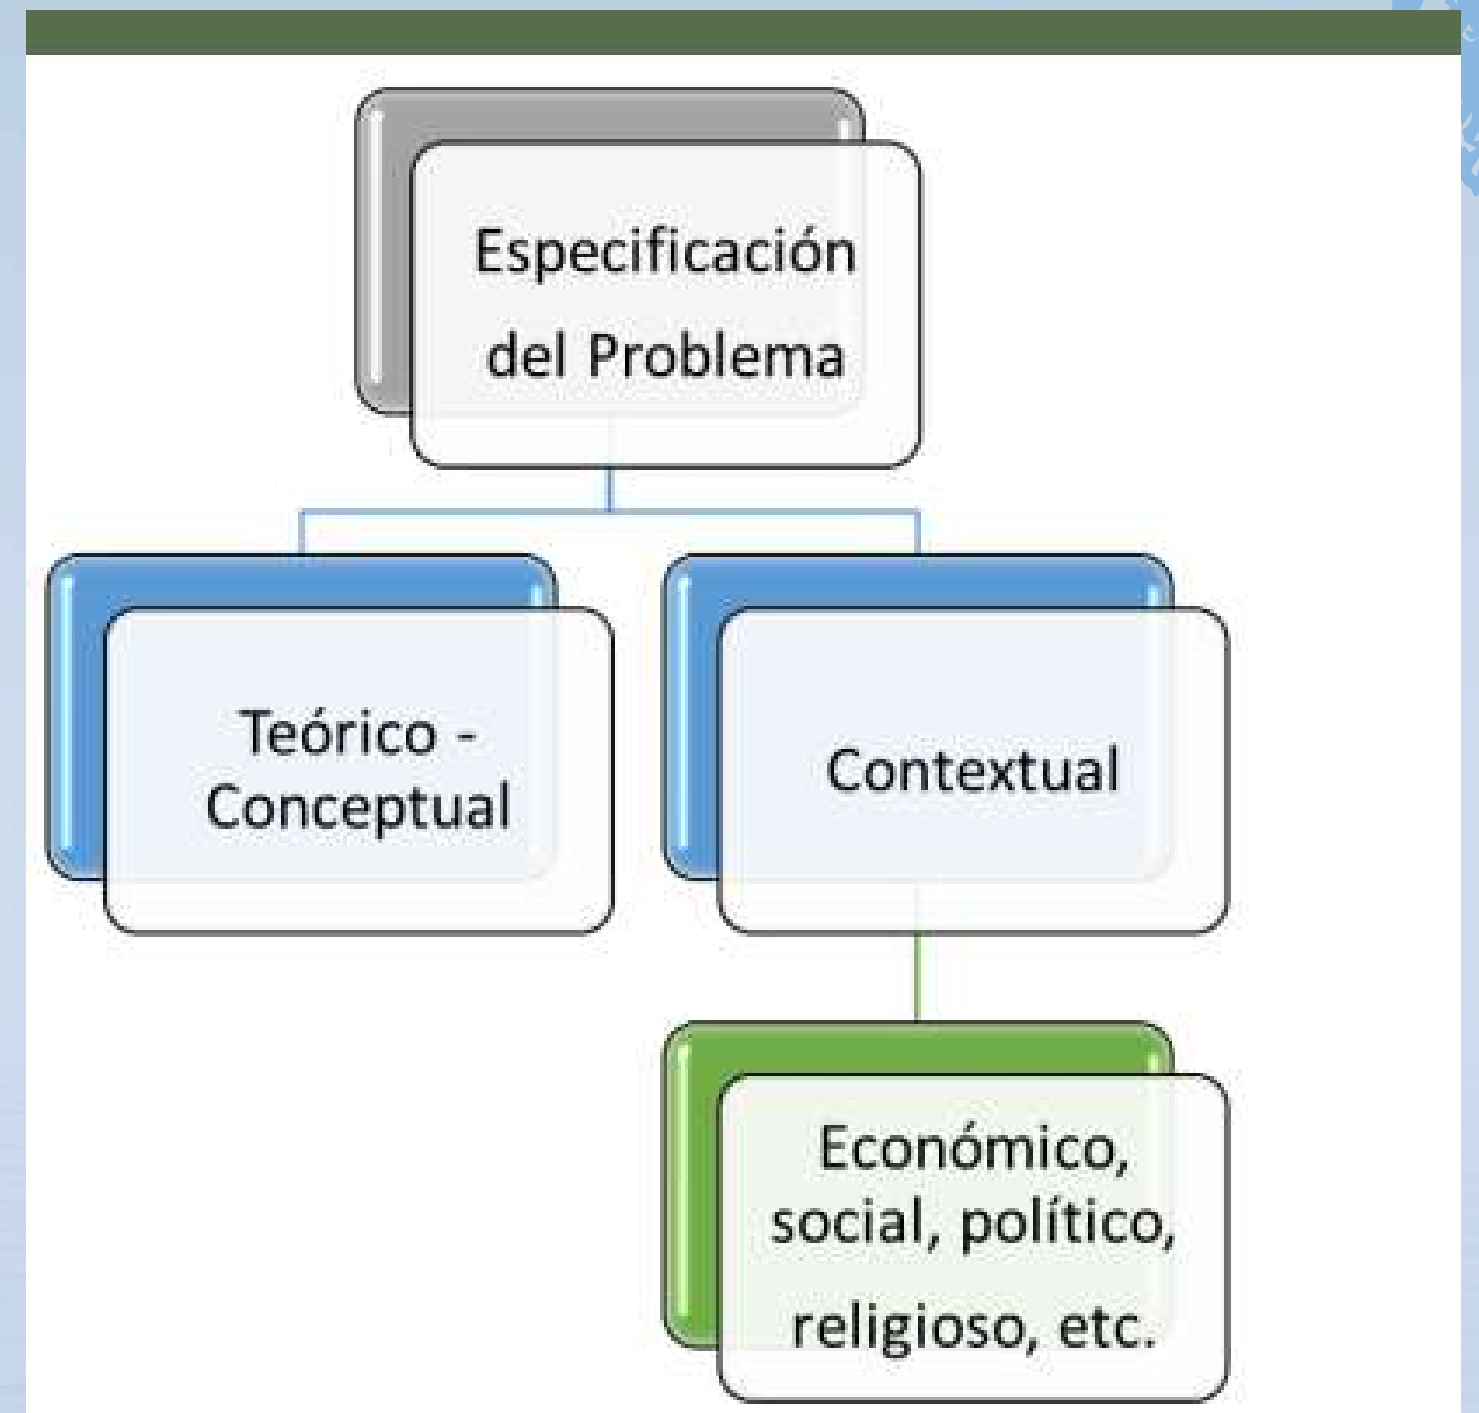 Especificación
del Problema
Teórico -
Conceptual
Contextual
Económico,
social, político,
religioso, etc.